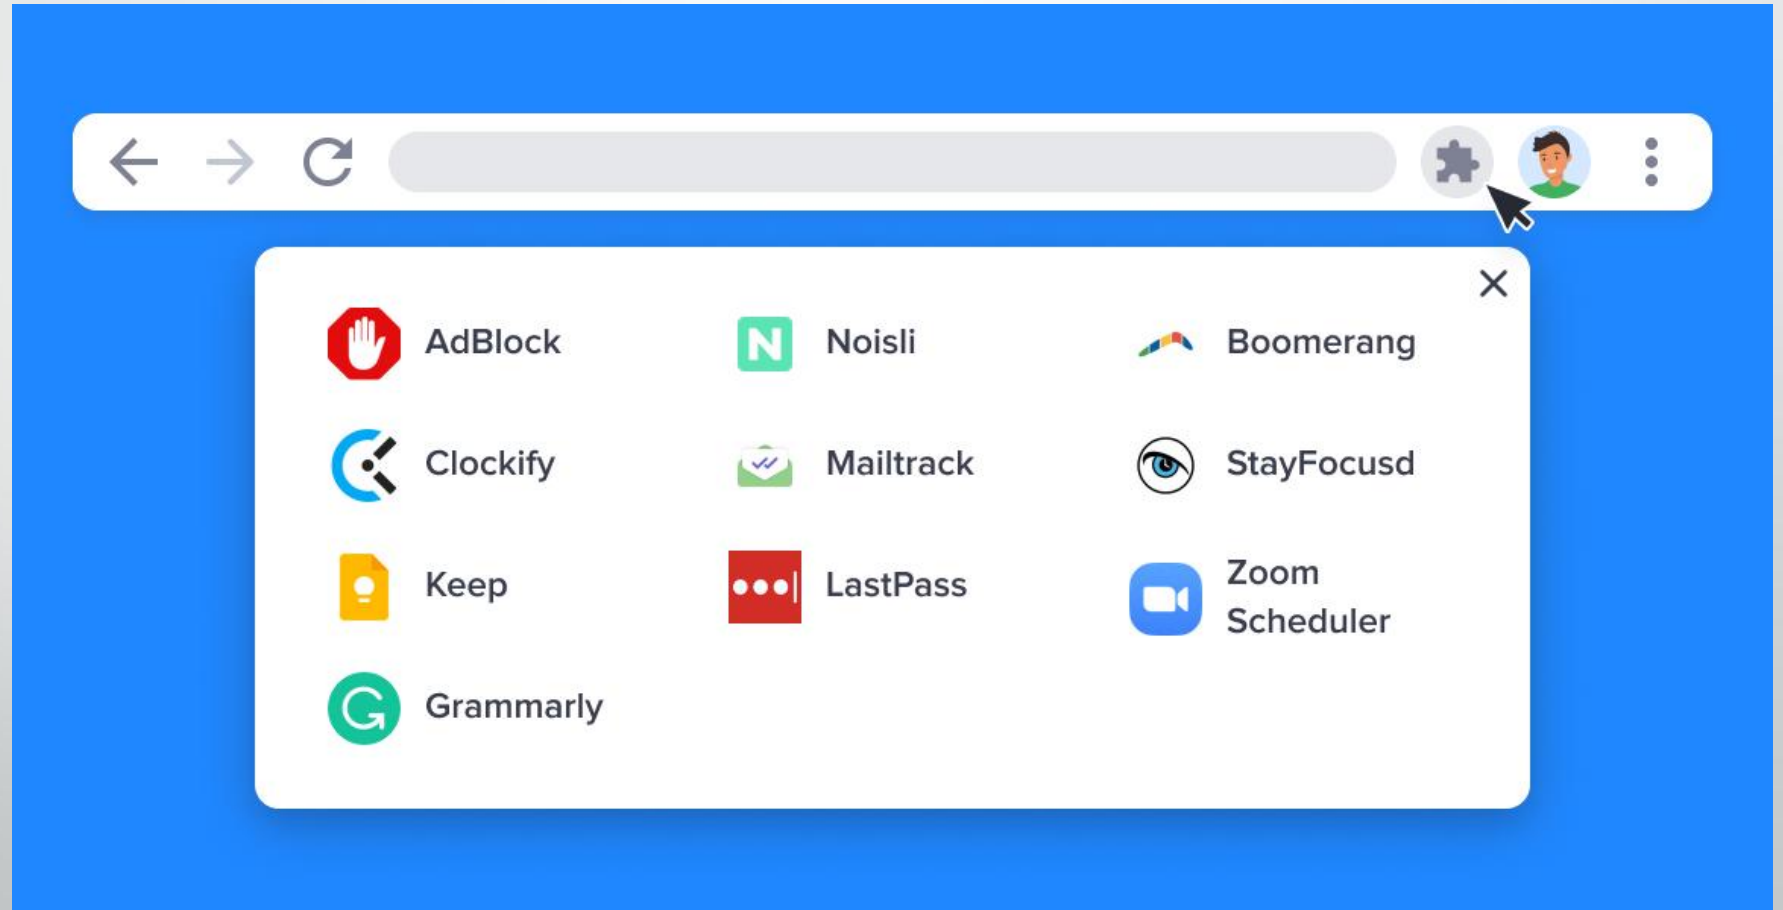 AdBlock
Noisli
Boomerang
Clockify
Mailtrack
StayFocusd
Keep
LastPass
Zoom
Scheduler
Grammarly